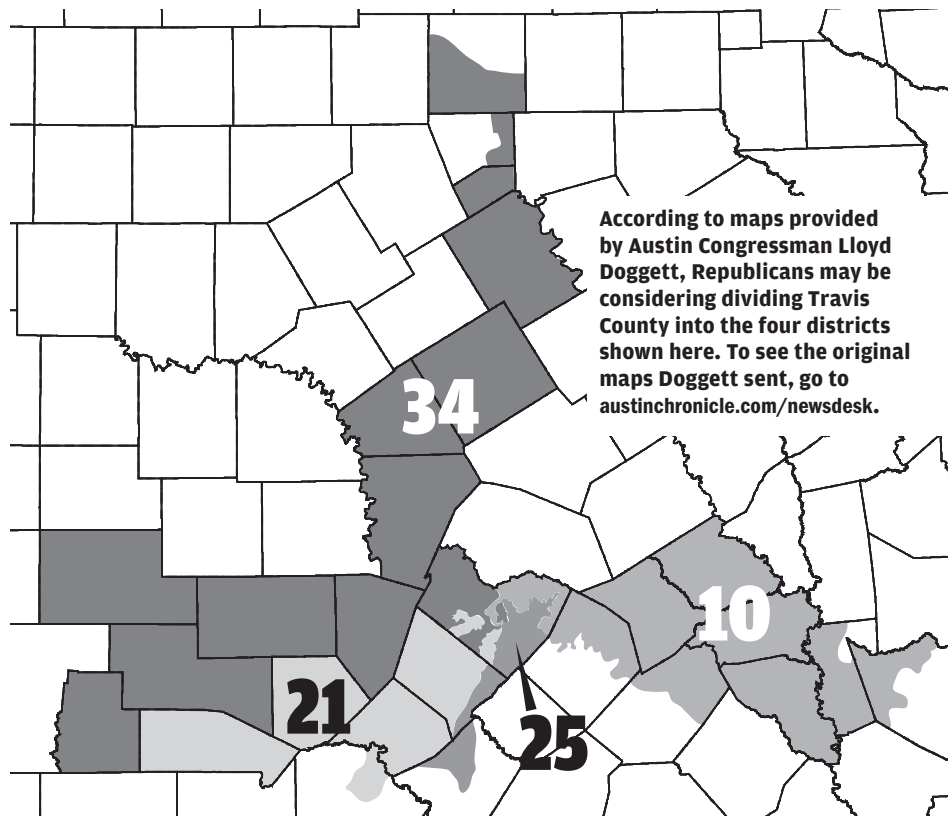 According to maps provided
by Austin Congressman Lloyd
Doggett, Republicans may be
considering dividing Travis
County into the four districts
shown here. To see the original
maps Doggett sent, go to
austinchronicle.com/newsdesk.
34
10
21
25